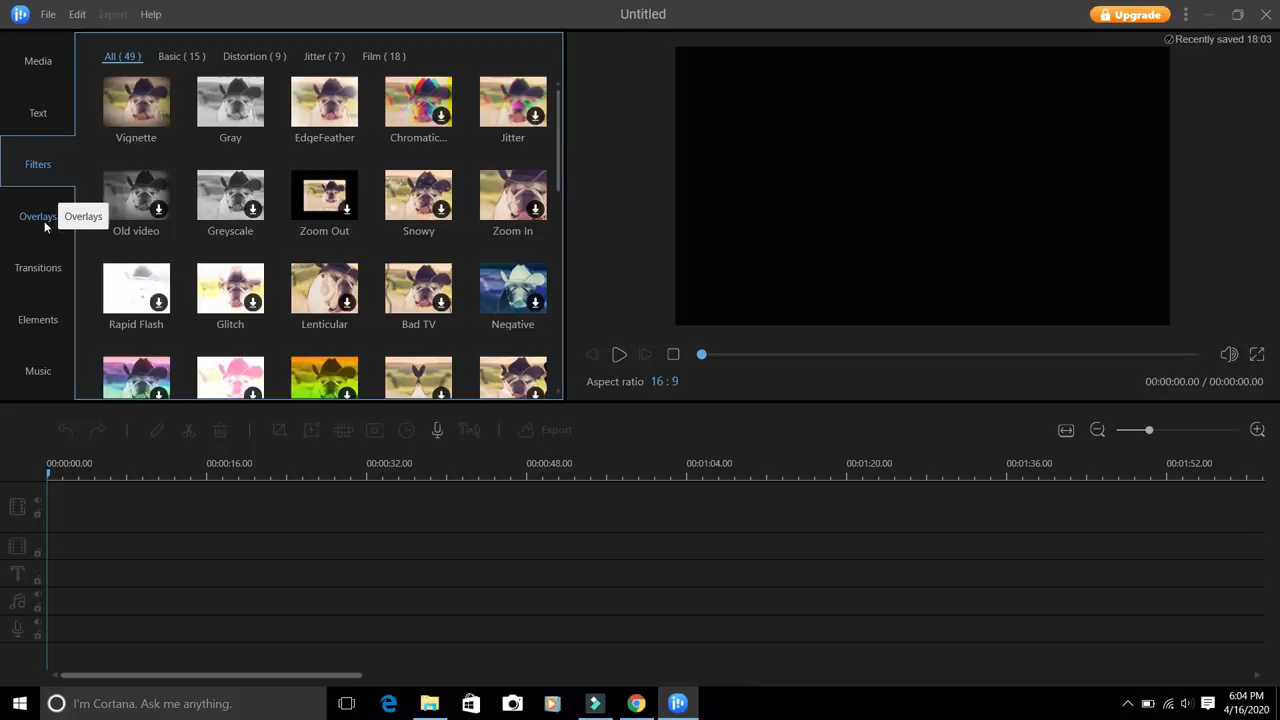 File Edit Export Help
Untitled
Upgrade
Recently saved 18:03
Media
Text
Filters
Overlays
Overlays
Transitions
Elements
Music
All ( 49 ) Basic ( 15 ) Distortion ( 9 ) Jitter ( 7 ) Film ( 18 )
Vignette Gray EdgeFeather Chromatic... Jitter
Old video Greyscale Zoom Out Snowy Zoom In
Rapid Flash Glitch Lenticular Bad TV Negative
Aspect ratio 16 : 9
00:00:00.00 / 00:00:00.00
Export
00:00:00.00 00:00:16.00 00:00:32.00 00:00:48.00 00:01:04.00 00:01:20.00 00:01:36.00 00:01:52.00
I'm Cortana. Ask me anything.
6:04 PM
4/16/2020